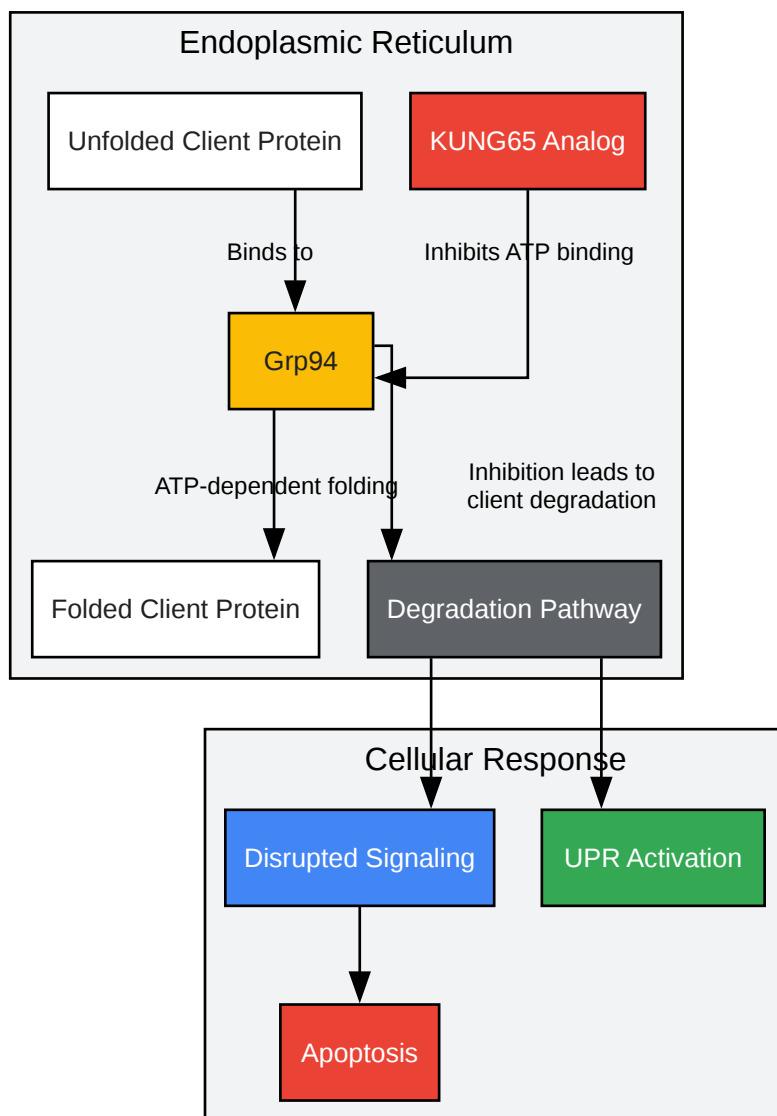 Endoplasmic Reticulum
Unfolded Client Protein
KUNG65 Analog
Binds to
Inhibits ATP binding
Grp94
ATP-dependent folding
Inhibition leads to
client degradation
Folded Client Protein
Degradation Pathway
Cellular Response
Disrupted Signaling
UPR Activation
Apoptosis